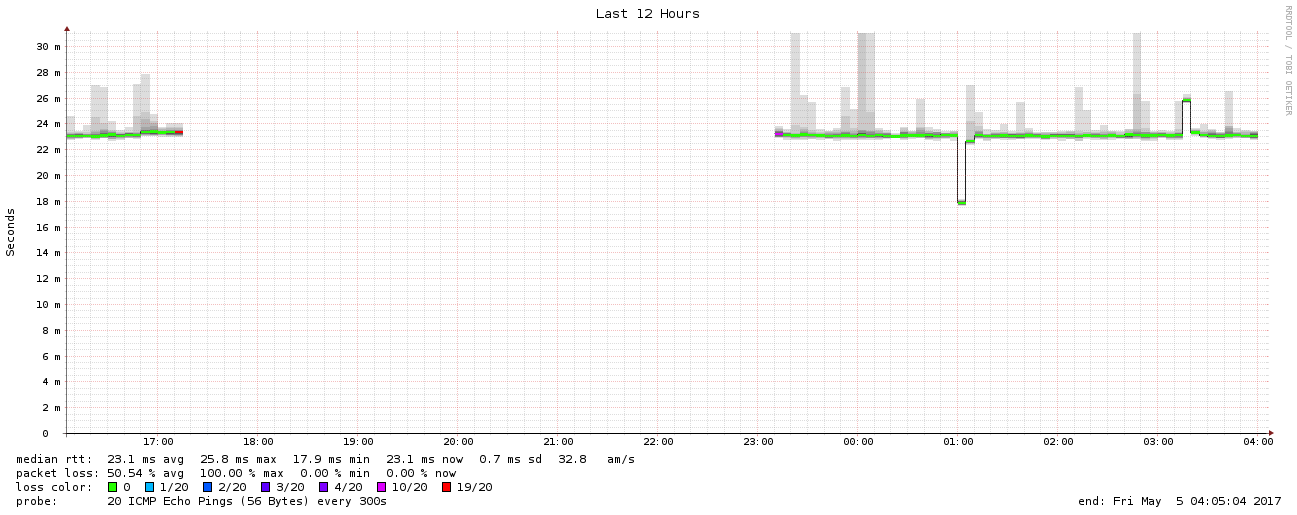 Last 12 Hours
RRDTOOL / TOBI OETIKER
Seconds
30 m
28 m
26 m
24 m
22 m
20 m
18 m
16 m
14 m
12 m
10 m
8 m
6 m
4 m
2 m
0
17:00 18:00 19:00 20:00 21:00 22:00 23:00 00:00 01:00 02:00 03:00 04:00
median rtt: 23.1 ms avg 25.8 ms max 17.9 ms min 23.1 ms now 0.7 ms sd 32.8 am/s
packet loss: 50.54 % avg 100.00 % max 0.00 % min 0.00 % now
loss color: 0 1/20 2/20 3/20 4/20 10/20 19/20
probe: 20 ICMP Echo Pings (56 Bytes) every 300s end: Fri May 5 04:05:04 2017